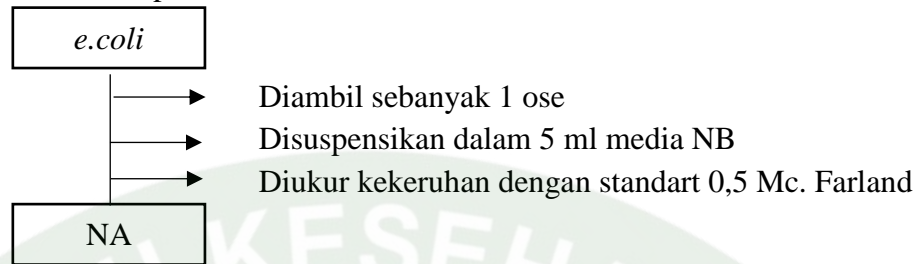 e.coli
Diambil sebanyak 1 ose
Disuspensikan dalam 5 ml media NB
Diukur kekeruhan dengan standart 0,5 Mc. Farland
NA